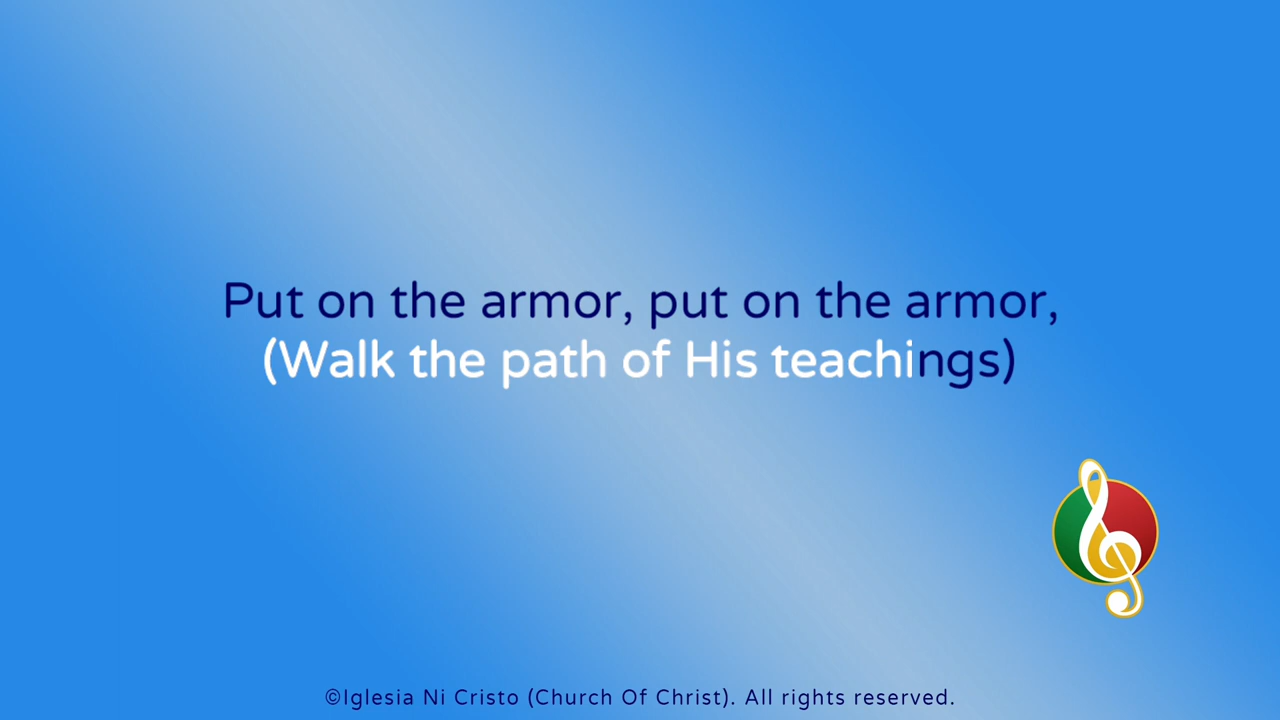 Put on the armor, put on the armor,
(Walk the path of His teachings)
©Iglesia Ni Cristo (Church Of Christ). All rights reserved.